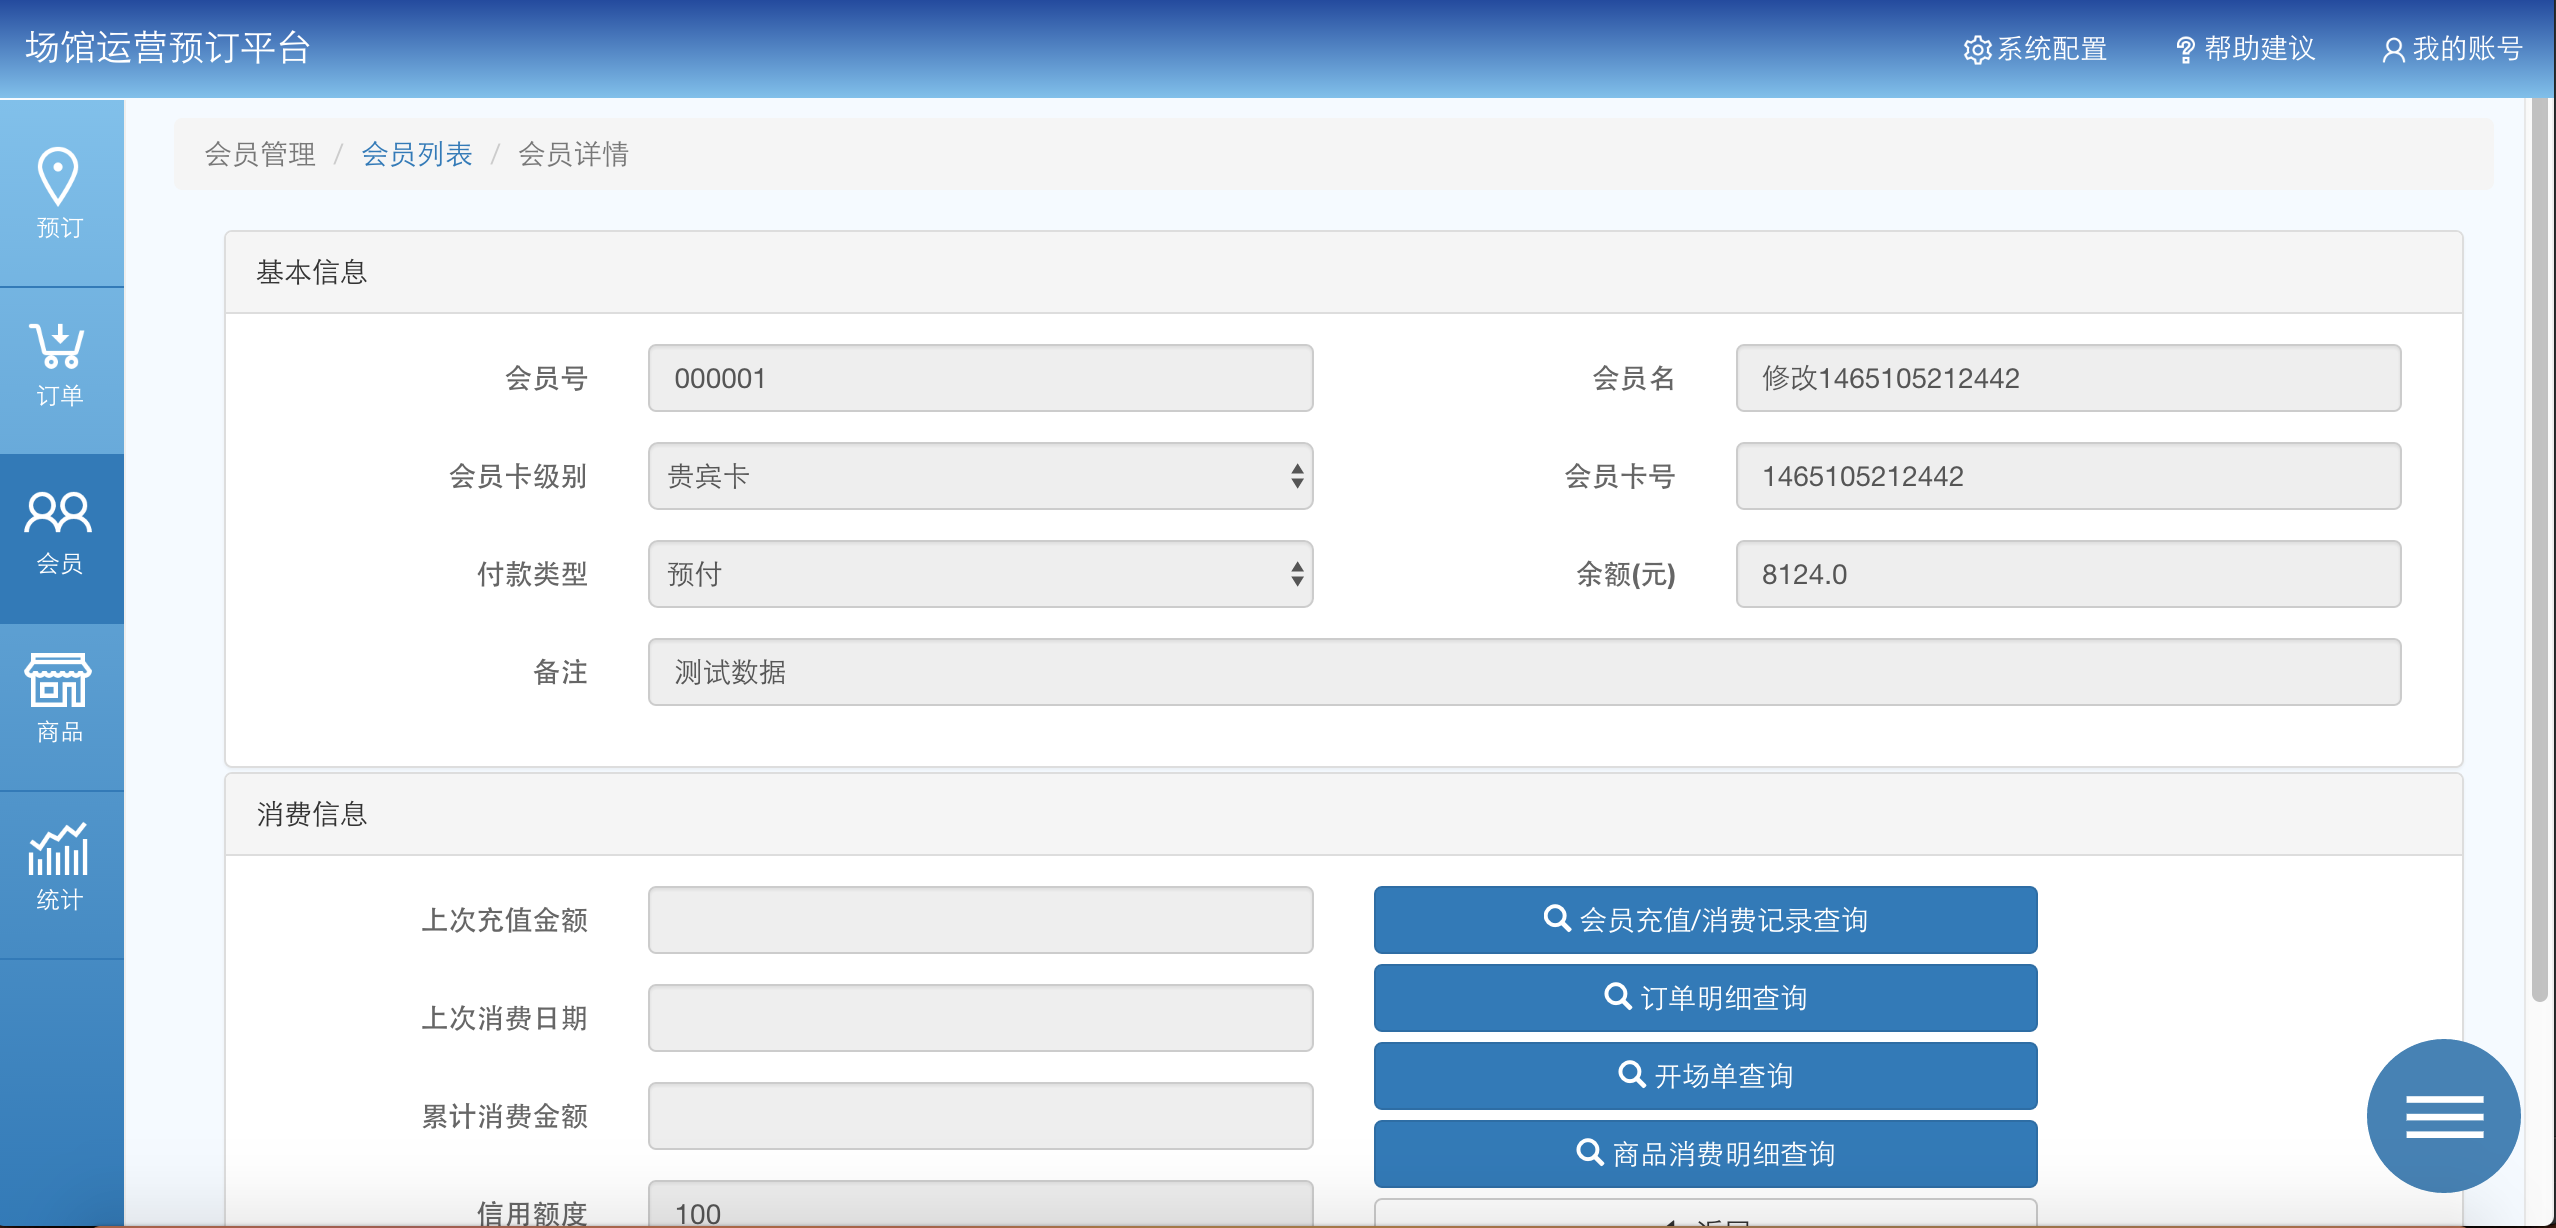 场馆运营预订平台
系统配置
帮助建议
我的账号
预订
订单
会员
商品
统计
会员管理 / 会员列表 / 会员详情
基本信息
会员号 000001
会员名 修改1465105212442
会员卡级别 贵宾卡
会员卡号 1465105212442
付款类型 预付
余额(元) 8124.0
备注 测试数据
消费信息
上次充值金额
上次消费日期
累计消费金额
信用额度 100
会员充值/消费记录查询
订单明细查询
开场单查询
商品消费明细查询